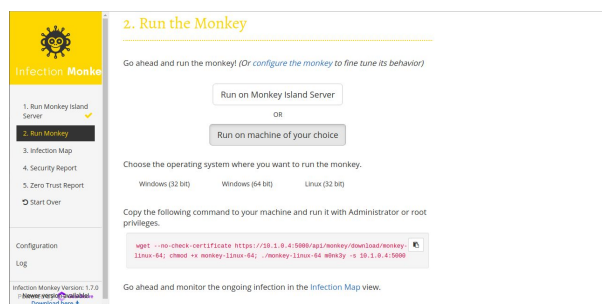 Infection Monke
1. Run Monkey Island
Server
2. Run Monkey
3. Infection Map
4. Security Report
5. Zero Trust Report
Start Over
Configuration
Log
Infection Monkey Version: 1.7.0
Newer version available!
Download here
2. Run the Monkey
Go ahead and run the monkey! (Or configure the monkey to fine tune its behavior)
Run on Monkey Island Server
OR
Run on machine of your choice
Choose the operating system where you want to run the monkey.
Windows (32 bit) Windows (64 bit) Linux (32 bit)
Copy the following command to your machine and run it with Administrator or root
privileges.
wget --no-check-certificate https://10.1.0.4:5000/api/monkey/download/monkey-
linux-64; chmod +x monkey-linux-64; ./monkey-linux-64 m0nk3y -s 10.1.0.4:5000
Go ahead and monitor the ongoing infection in the Infection Map view.